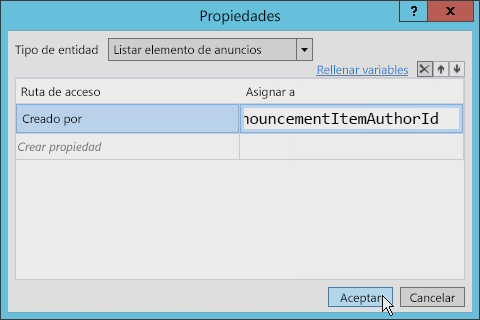 Propiedades
?
Tipo de entidad Listar elemento de anuncios
Rellenar variables
Ruta de acceso Asignar a
Creado por nouncementItemAuthorId
Crear propiedad
Aceptar Cancelar